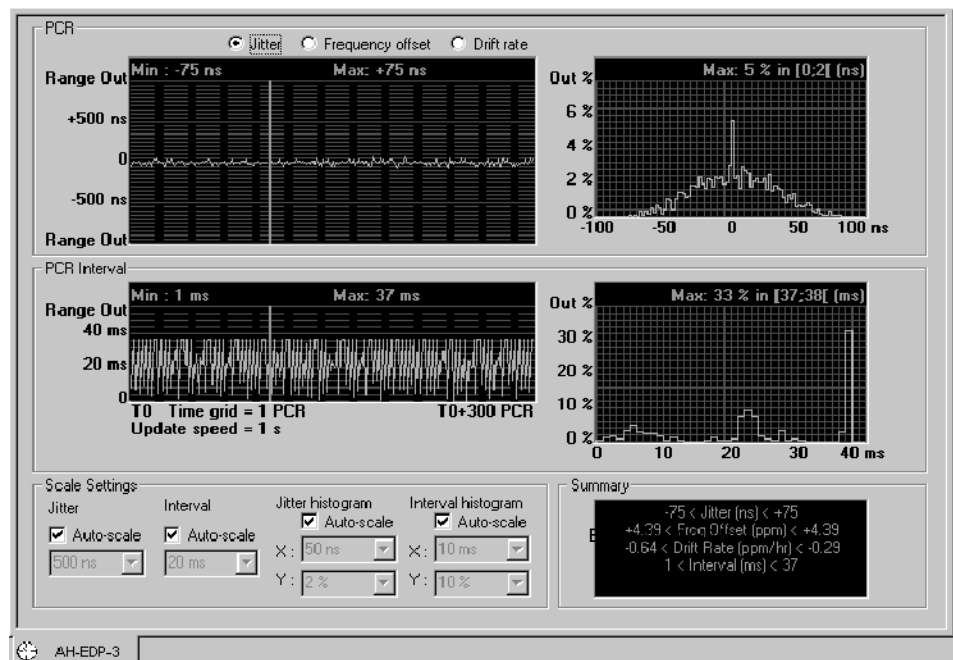 PCR
Jitter Frequency offset Drift rate
Range Out
Min : -75 ns Max: +75 ns
+500 ns
0
-500 ns
Range Out
Out %
Max: 5 % in [0;2[ (ns)
6 %
4 %
2 %
0 %
-100 -50 0 50 100 ns
PCR Interval
Range Out
Min : 1 ms Max: 37 ms
40 ms
20 ms
0
T0 Time grid = 1 PCR T0+300 PCR
Update speed = 1 s
Out %
Max: 33 % in [37;38[ (ms)
30 %
20 %
10 %
0 %
0 10 20 30 40 ms
Scale Settings
Jitter
Auto-scale
500 ns
Interval
Auto-scale
20 ms
Jitter histogram
Auto-scale
X : 50 ns
Y : 2 %
Interval histogram
Auto-scale
X : 10 ms
Y : 10 %
Summary
-75 < Jitter (ns) < +75
+4.39 < Freq Offset (ppm) < +4.39
-0.64 < Drift Rate (ppm/hr) < -0.29
1 < Interval (ms) < 37
AH-EDP-3